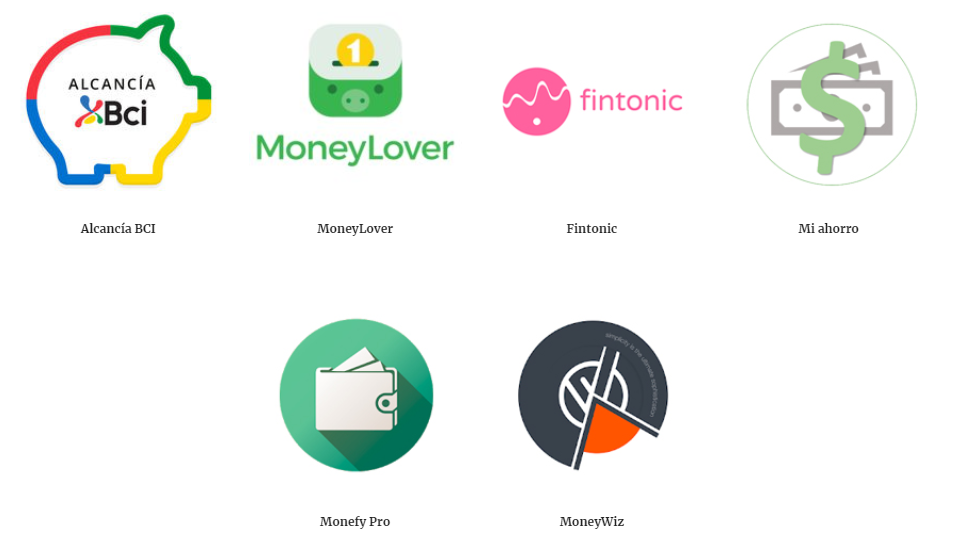 ALCANCÍA
Bci
1
MoneyLover
fintonic
$
Alcancía BCI
MoneyLover
Fintonic
Mi ahorro
simplicity is the ultimate sophistication
Monefy Pro
MoneyWiz